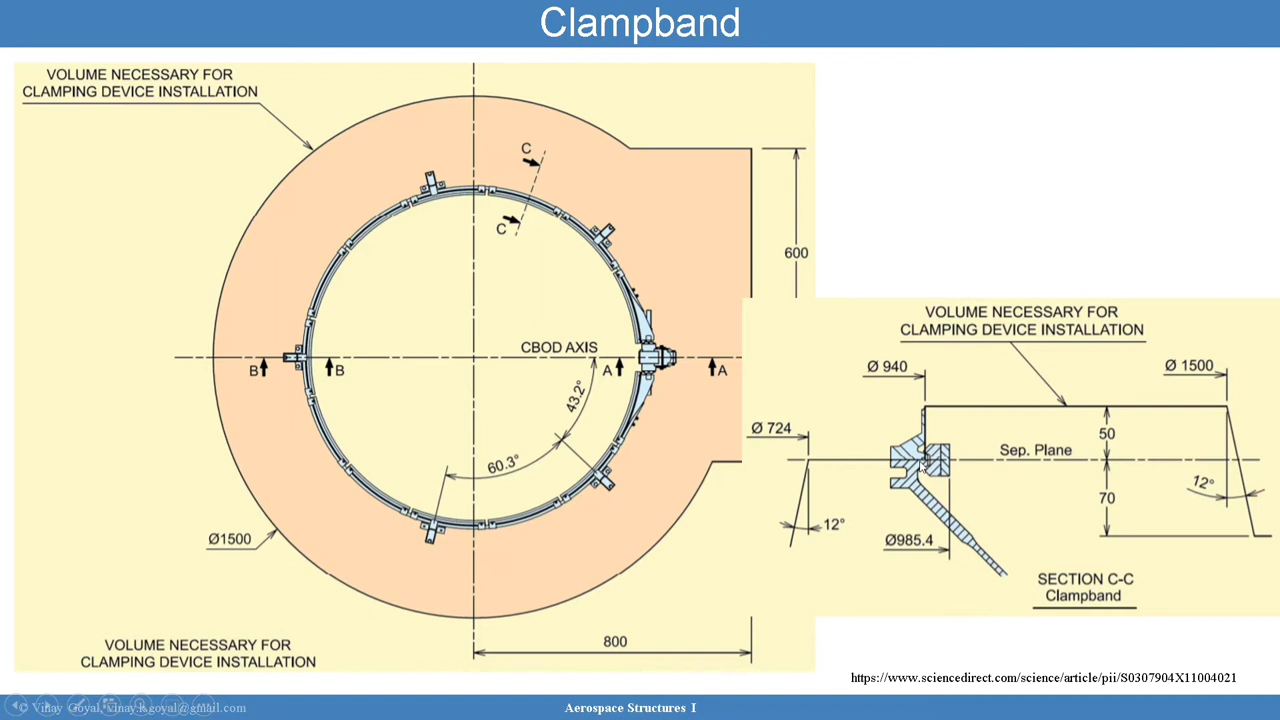 Clampband
VOLUME NECESSARY FOR
CLAMPING DEVICE INSTALLATION
C
C
600
CBOD AXIS
B
B
A
A
43.2°
60.3°
Ø1500
800
VOLUME NECESSARY FOR
CLAMPING DEVICE INSTALLATION
VOLUME NECESSARY FOR
CLAMPING DEVICE INSTALLATION
Ø 940
Ø 1500
Ø 724
50
Sep. Plane
70
12°
12°
Ø985.4
SECTION C-C
Clampband
https://www.sciencedirect.com/science/article/pii/S0307904X11004021
© Vinay Goyal, vinay.k.goyal@gmail.com
Aerospace Structures I